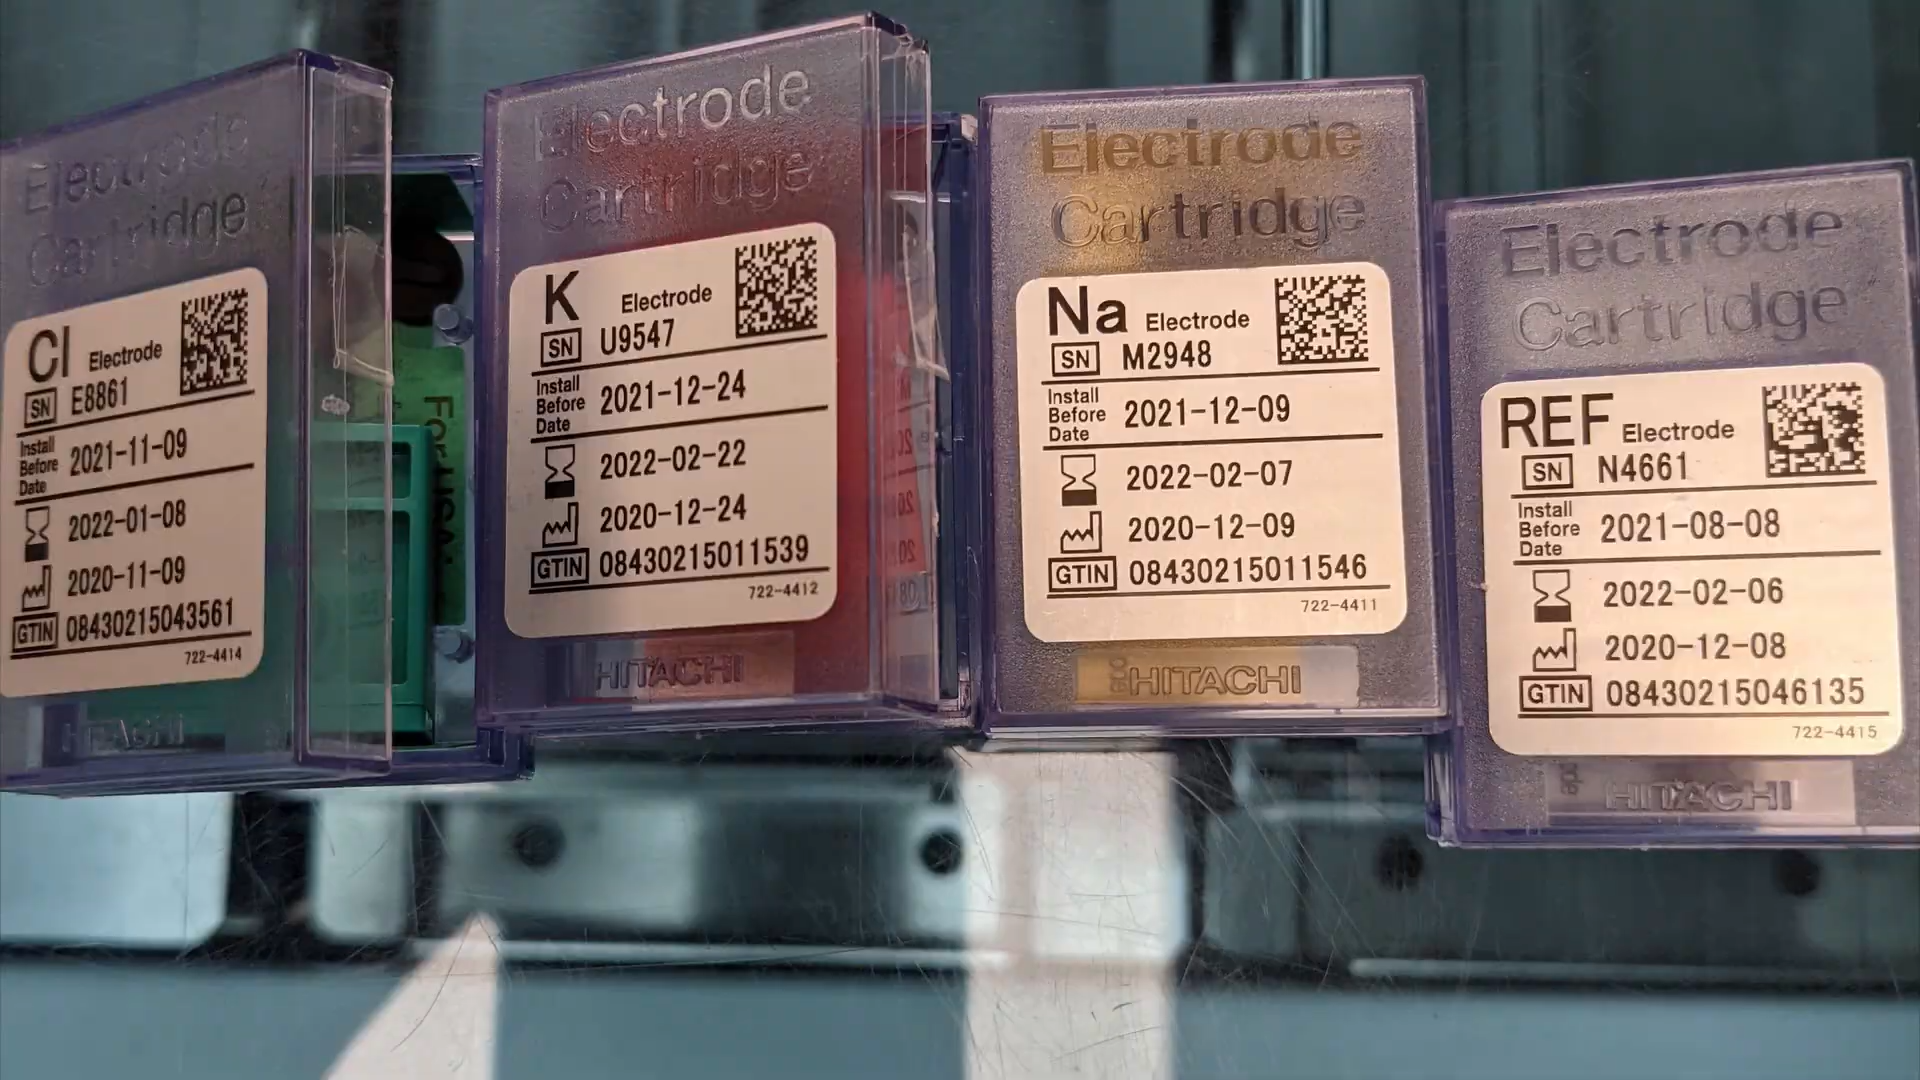 Electrode
Cartridge
Cl Electrode
SN E8861
Install Before Date 2021-11-09
2022-01-08
2020-11-09
GTIN 08430215043561
722-4414
HITACHI
Electrode
Cartridge
K Electrode
SN U9547
Install Before Date 2021-12-24
2022-02-22
2020-12-24
GTIN 08430215011539
722-4412
HITACHI
Electrode
Cartridge
Na Electrode
SN M2948
Install Before Date 2021-12-09
2022-02-07
2020-12-09
GTIN 08430215011546
722-4411
HITACHI
Electrode
Cartridge
REF Electrode
SN N4661
Install Before Date 2021-08-08
2022-02-06
2020-12-08
GTIN 08430215046135
722-4415
HITACHI